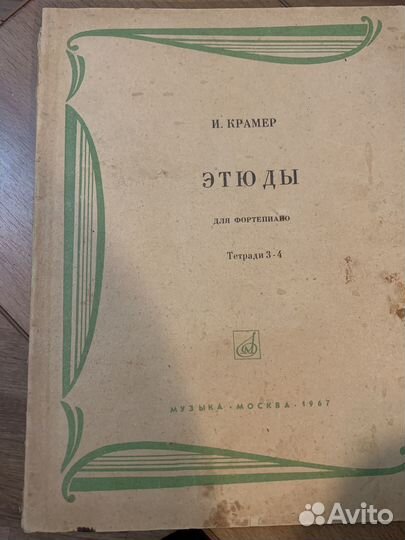 И. КРАМЕР
ЭТЮДЫ
ДЛЯ ФОРТЕПИАНО
Тетради 3-4
МУЗЫКА • МОСКВА • 1967
Avito